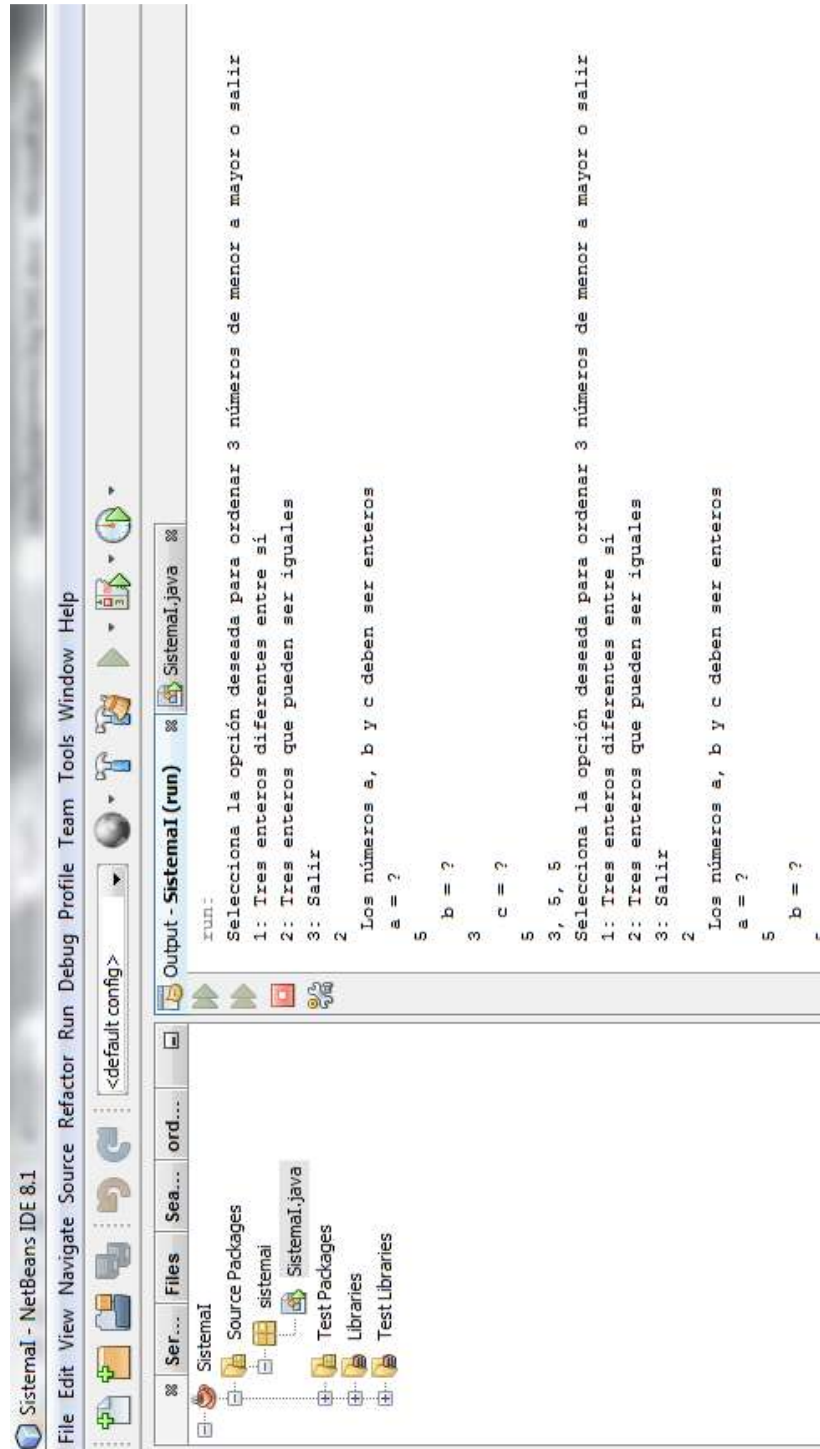 SistemaI - NetBeans IDE 8.1
File Edit View Navigate Source Refactor Run Debug Profile Team Tools Window Help
<default config>
Ser... Files Sea... ord...
SistemaI
Source Packages
sistemai
SistemaI.java
Test Packages
Libraries
Test Libraries
Output - SistemaI (run) SistemaI.java
run:
Selecciona la opción deseada para ordenar 3 números de menor a mayor o salir
1: Tres enteros diferentes entre sí
2: Tres enteros que pueden ser iguales
3: Salir
2
Los números a, b y c deben ser enteros
a = ?
5
b = ?
3
c = ?
5
3, 5, 5
Selecciona la opción deseada para ordenar 3 números de menor a mayor o salir
1: Tres enteros diferentes entre sí
2: Tres enteros que pueden ser iguales
3: Salir
2
Los números a, b y c deben ser enteros
a = ?
5
b = ?